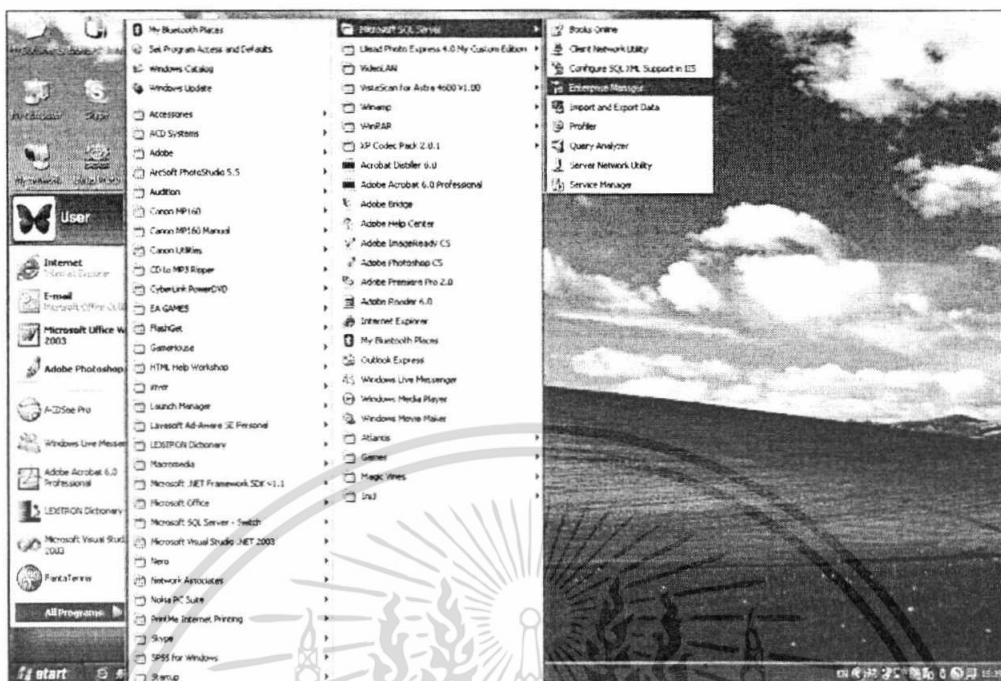 User
Internet
E-mail
Microsoft Office W
2003
Adobe Photoshop
ACDSee Pro
Windows Live Messen
Adobe Acrobat 6.0
Professional
LEXITRON Dictionary
Microsoft Visual Stud
2003
FantaTennis
All Programs
start
My Bluetooth Places
Set Program Access and Defaults
Windows Catalog
Windows Update
Accessories
ACD Systems
Adobe
ArcSoft PhotoStudio 5.5
Audition
Canon MP160
Canon MP160 Manual
Canon Utilities
CD to MP3 Ripper
CyberLink PowerDVD
EA GAMES
FlashGet
GameHouse
HTML Help Workshop
Launch Manager
Lavasoft Ad-Aware SE Personal
LEXITRON Dictionary
Macromedia
Microsoft .NET Framework SDK v1.1
Microsoft Office
Microsoft SQL Server - Switch
Microsoft Visual Studio .NET 2003
Nero
Network Associates
Nokia PC Suite
PrintMe Internet Printing
Skype
SPSS for Windows
Startup
Microsoft SQL Server
Ulead Photo Express 4.0 My Custom Edition
VideoLAN
VistaScan for Astra 4600 V1.00
Winamp
WinRAR
XP Codec Pack 2.0.1
Acrobat Distiller 6.0
Adobe Acrobat 6.0 Professional
Adobe Bridge
Adobe Help Center
Adobe ImageReady CS
Adobe Photoshop CS
Adobe Premiere Pro 2.0
Adobe Reader 6.0
Internet Explorer
My Bluetooth Places
Outlook Express
Windows Live Messenger
Windows Media Player
Windows Movie Maker
Atlantis
Games
Magic Vines
Books Online
Client Network Utility
Configure SQL XML Support in IIS
Enterprise Manager
Import and Export Data
Profiler
Query Analyzer
Server Network Utility
Service Manager
EN